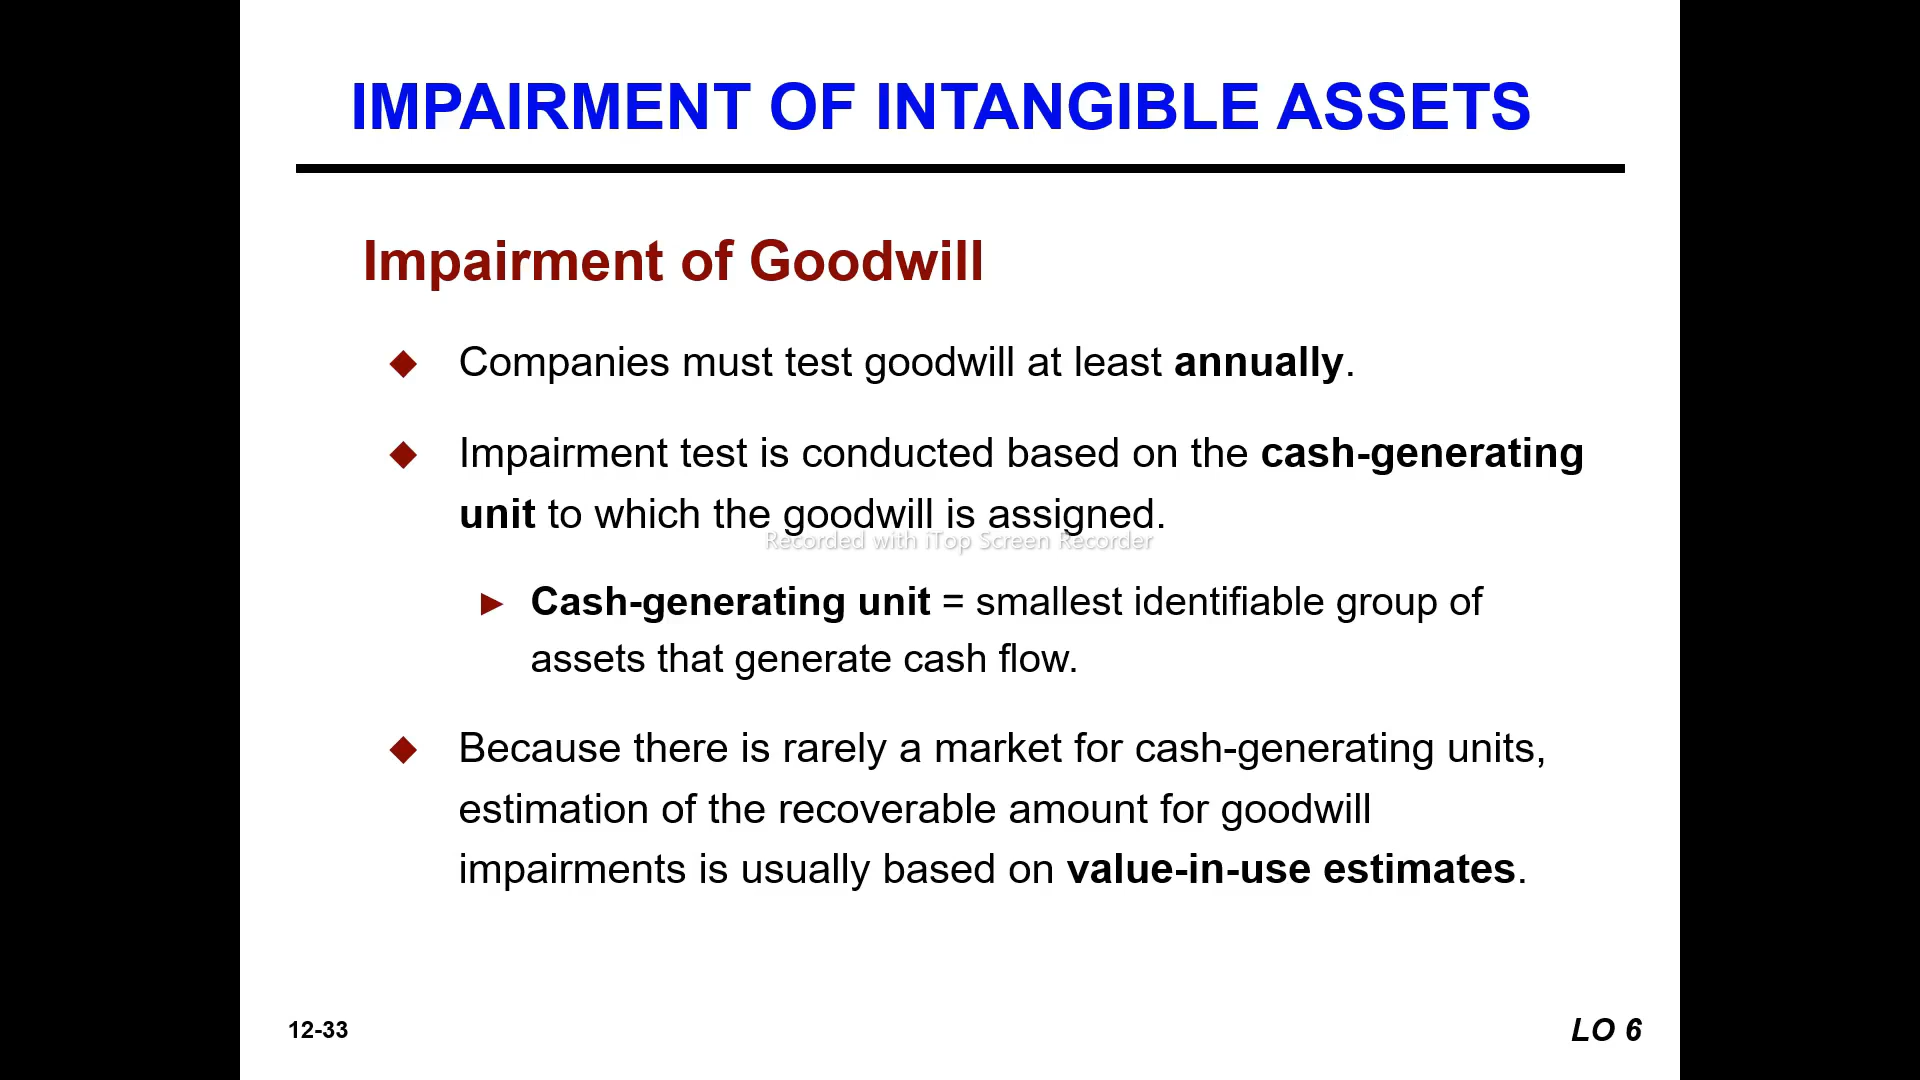 IMPAIRMENT OF INTANGIBLE ASSETS
Impairment of Goodwill
Companies must test goodwill at least annually.
Impairment test is conducted based on the cash-generating
unit to which the goodwill is assigned.
Recorded with iTop Screen Recorder
Cash-generating unit = smallest identifiable group of
assets that generate cash flow.
Because there is rarely a market for cash-generating units,
estimation of the recoverable amount for goodwill
impairments is usually based on value-in-use estimates.
12-33
LO 6